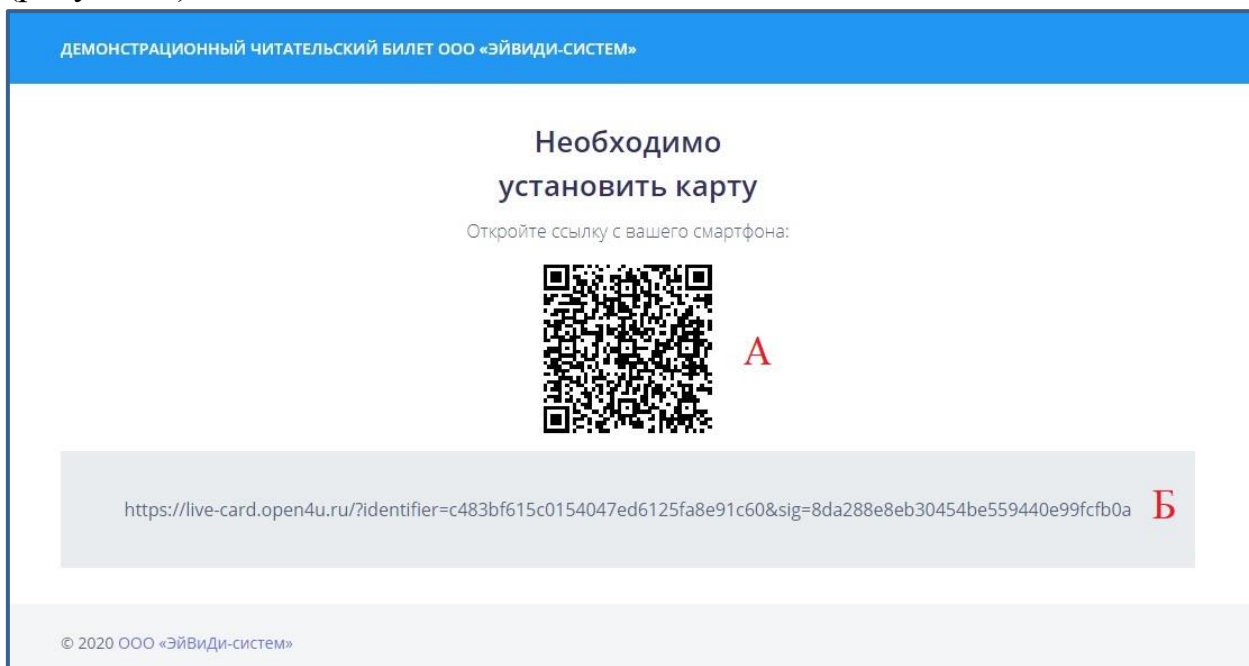 ДЕМОНСТРАЦИОННЫЙ ЧИТАТЕЛЬСКИЙ БИЛЕТ ООО «ЭЙВИДИ-СИСТЕМ»
Необходимо
установить карту
Откройте ссылку с вашего смартфона:
А
https://live-card.open4u.ru/?identifier=c483bf615c0154047ed6125fa8e91c60&sig=8da288e8eb30454be559440e99fcfb0a Б
© 2020 ООО «ЭйВиДи-систем»